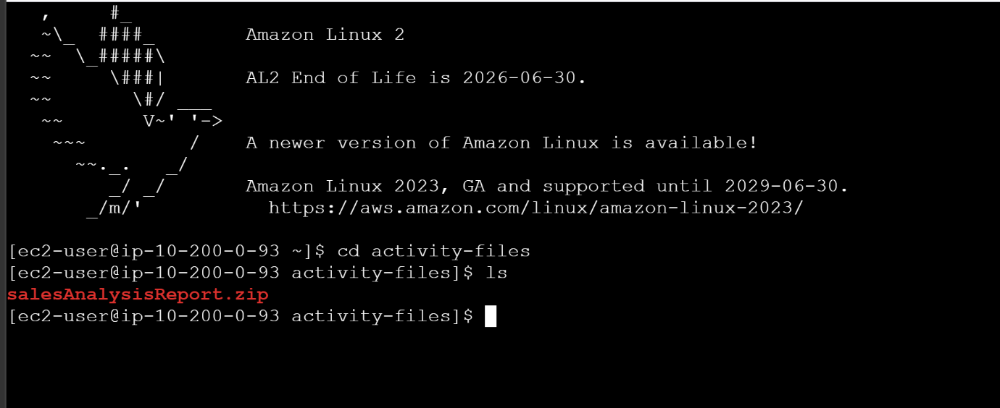 ,     #_
   ~\_  ####_        Amazon Linux 2
  ~~  \_#####\
  ~~     \###|       AL2 End of Life is 2026-06-30.
  ~~       \#/ ___
   ~~       V~' '->
    ~~~         /    A newer version of Amazon Linux is available!
      ~~._.   _/
         _/ _/       Amazon Linux 2023, GA and supported until 2029-06-30.
       _/m/'           https://aws.amazon.com/linux/amazon-linux-2023/
[ec2-user@ip-10-200-0-93 ~]$ cd activity-files
[ec2-user@ip-10-200-0-93 activity-files]$ ls
salesAnalysisReport.zip
[ec2-user@ip-10-200-0-93 activity-files]$